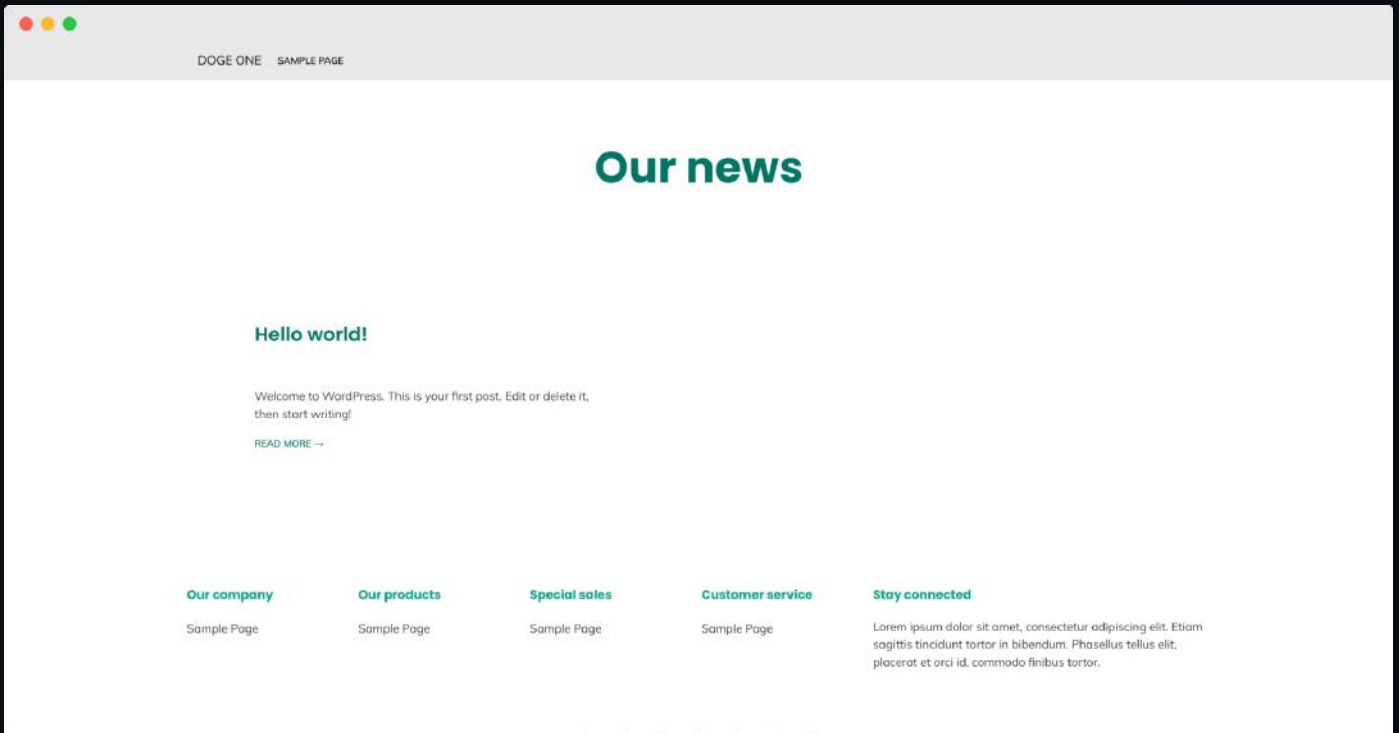 DOGE ONE SAMPLE PAGE
Our news
Hello world!
Welcome to WordPress. This is your first post. Edit or delete it,
then start writing!
READ MORE →
Our company
Sample Page
Our products
Sample Page
Special sales
Sample Page
Customer service
Sample Page
Stay connected
Lorem ipsum dolor sit amet, consectetur adipiscing elit. Etiam
sagittis tincidunt tortor in bibendum. Phasellus tellus elit,
placerat et orci id, commodo finibus tortor.